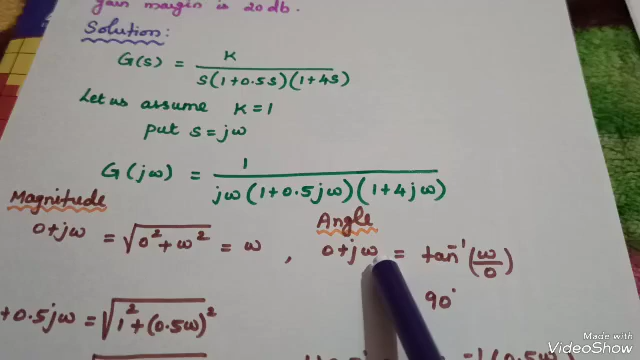 gain margin is 20 db.
Solution:
G(s) = K / s(1+0.5s)(1+4s)
Let us assume K=1
put s=jω
G(jω) = 1 / jω(1+0.5jω)(1+4jω)
Magnitude
0+jω = √0²+ω² = ω ,
Angle
0+jω = tan⁻¹(ω/0)
90°
+0.5jω = √1²+(0.5ω)²
Made with
VideoShow